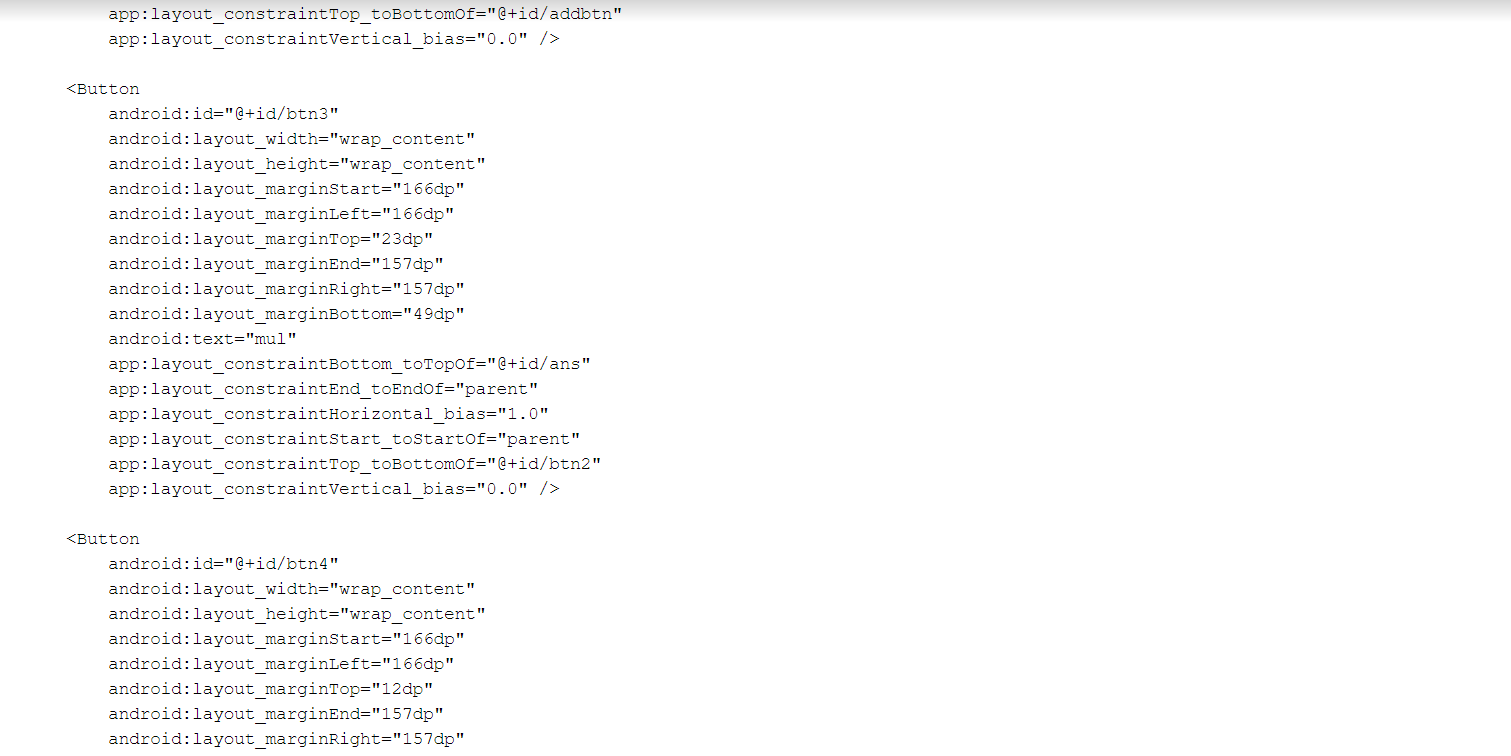 app:layout_constraintTop_toBottomOf="@+id/addbtn"
app:layout_constraintVertical_bias="0.0" />
<Button
android:id="@+id/btn3"
android:layout_width="wrap_content"
android:layout_height="wrap_content"
android:layout_marginStart="166dp"
android:layout_marginLeft="166dp"
android:layout_marginTop="23dp"
android:layout_marginEnd="157dp"
android:layout_marginRight="157dp"
android:layout_marginBottom="49dp"
android:text="mul"
app:layout_constraintBottom_toTopOf="@+id/ans"
app:layout_constraintEnd_toEndOf="parent"
app:layout_constraintHorizontal_bias="1.0"
app:layout_constraintStart_toStartOf="parent"
app:layout_constraintTop_toBottomOf="@+id/btn2"
app:layout_constraintVertical_bias="0.0" />
<Button
android:id="@+id/btn4"
android:layout_width="wrap_content"
android:layout_height="wrap_content"
android:layout_marginStart="166dp"
android:layout_marginLeft="166dp"
android:layout_marginTop="12dp"
android:layout_marginEnd="157dp"
android:layout_marginRight="157dp"